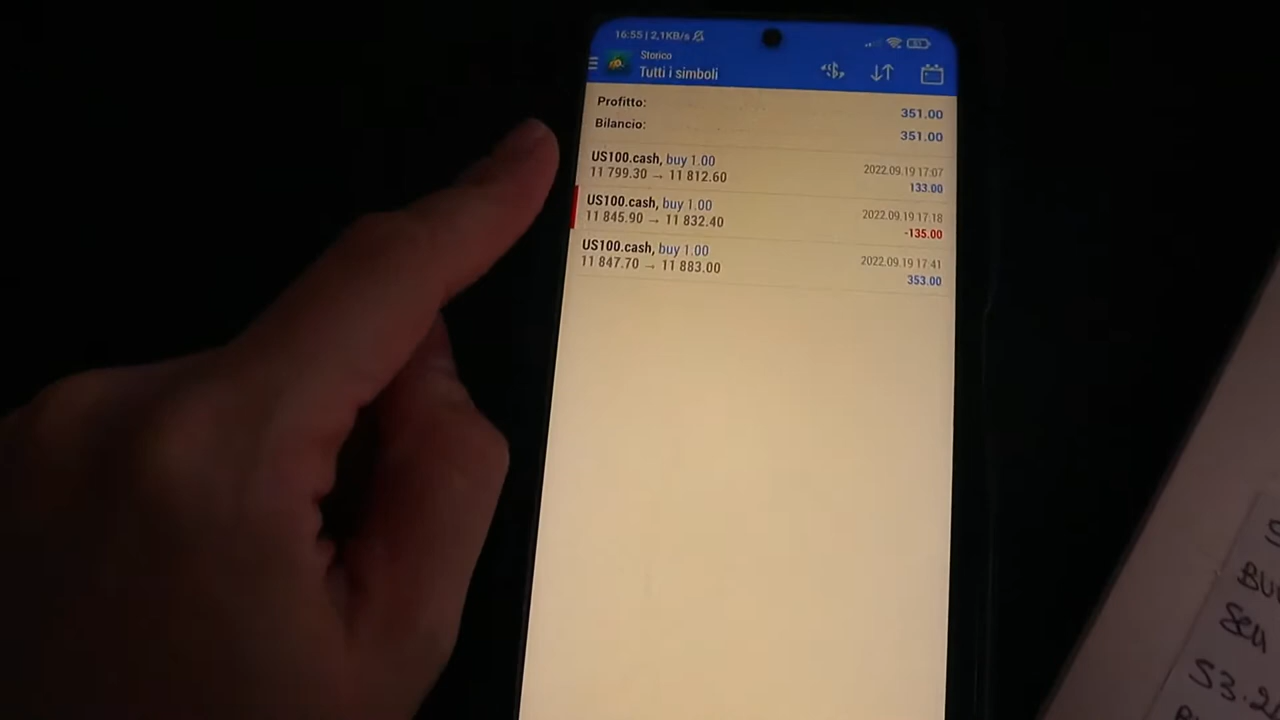 16:55 | 2,1KB/s
Storico
Tutti i simboli
Profitto: 351.00
Bilancio: 351.00
US100.cash, buy 1.00 2022.09.19 17:07
11 799.30 → 11 812.60 133.00
US100.cash, buy 1.00 2022.09.19 17:18
11 845.90 → 11 832.40 -135.00
US100.cash, buy 1.00 2022.09.19 17:41
11 847.70 → 11 883.00 353.00